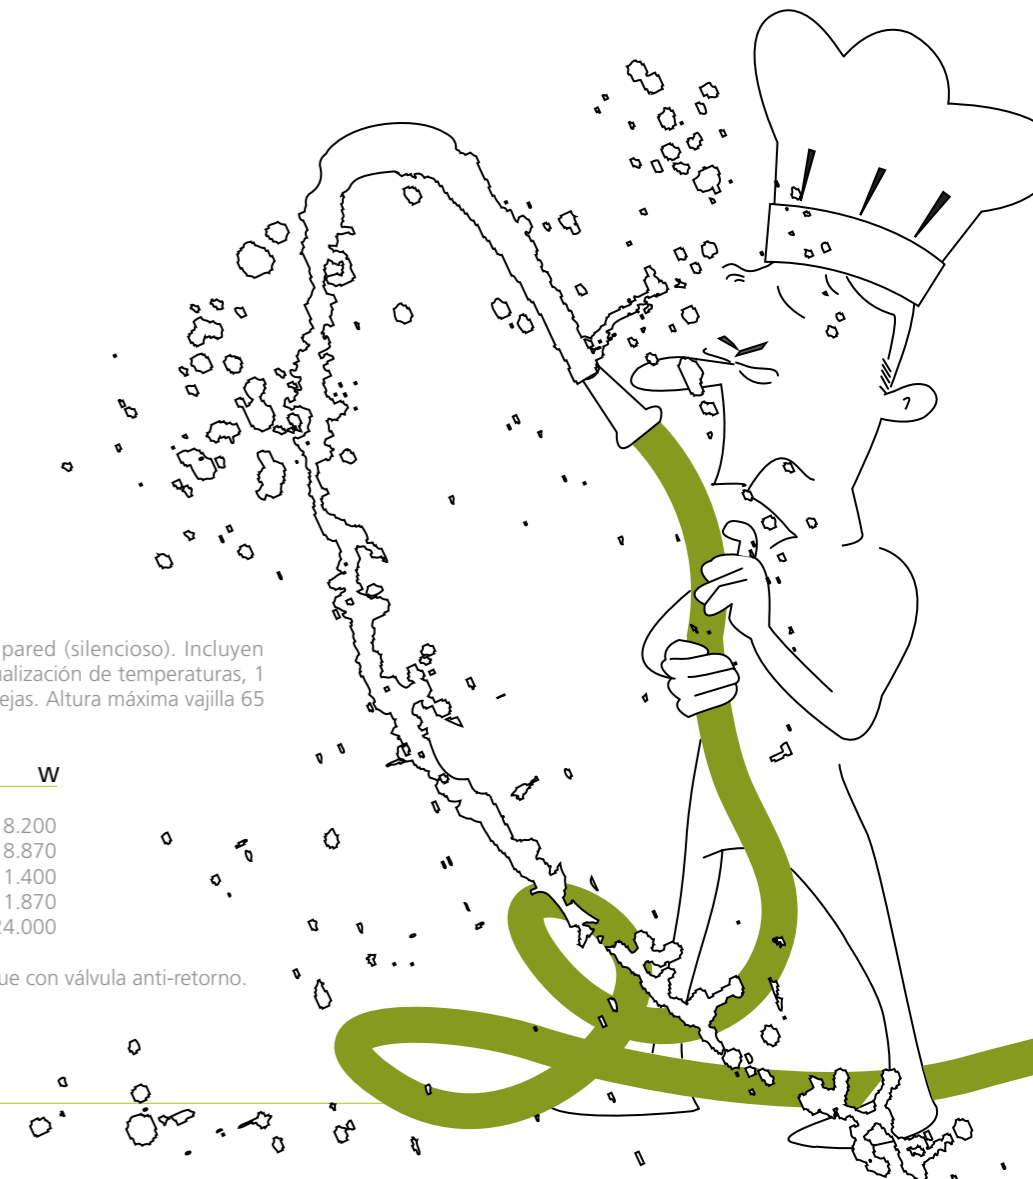 pared (silencioso). Incluyen
alización de temperaturas, 1
ejas. Altura máxima vajilla 65
W
8.200
8.870
1.400
1.870
24.000
ue con válvula anti-retorno.